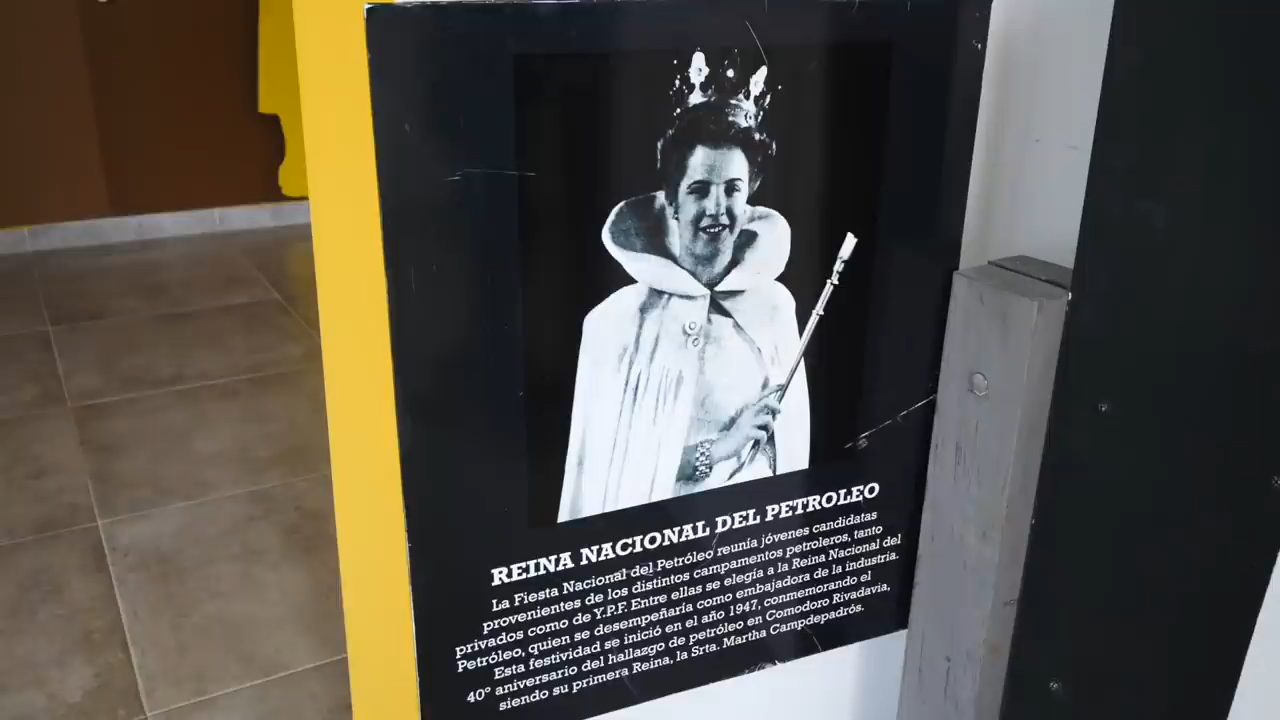 REINA NACIONAL DEL PETROLEO
La Fiesta Nacional del Petróleo reunía jóvenes candidatas
provenientes de los distintos campamentos petroleros, tanto
privados como de Y.P.F. Entre ellas se elegía a la Reina Nacional del
Petróleo, quien se desempeñaría como embajadora de la industria.
Esta festividad se inició en el año 1947, conmemorando el
40º aniversario del hallazgo de petróleo en Comodoro Rivadavia,
siendo su primera Reina, la Srta. Martha Campdepadrós.